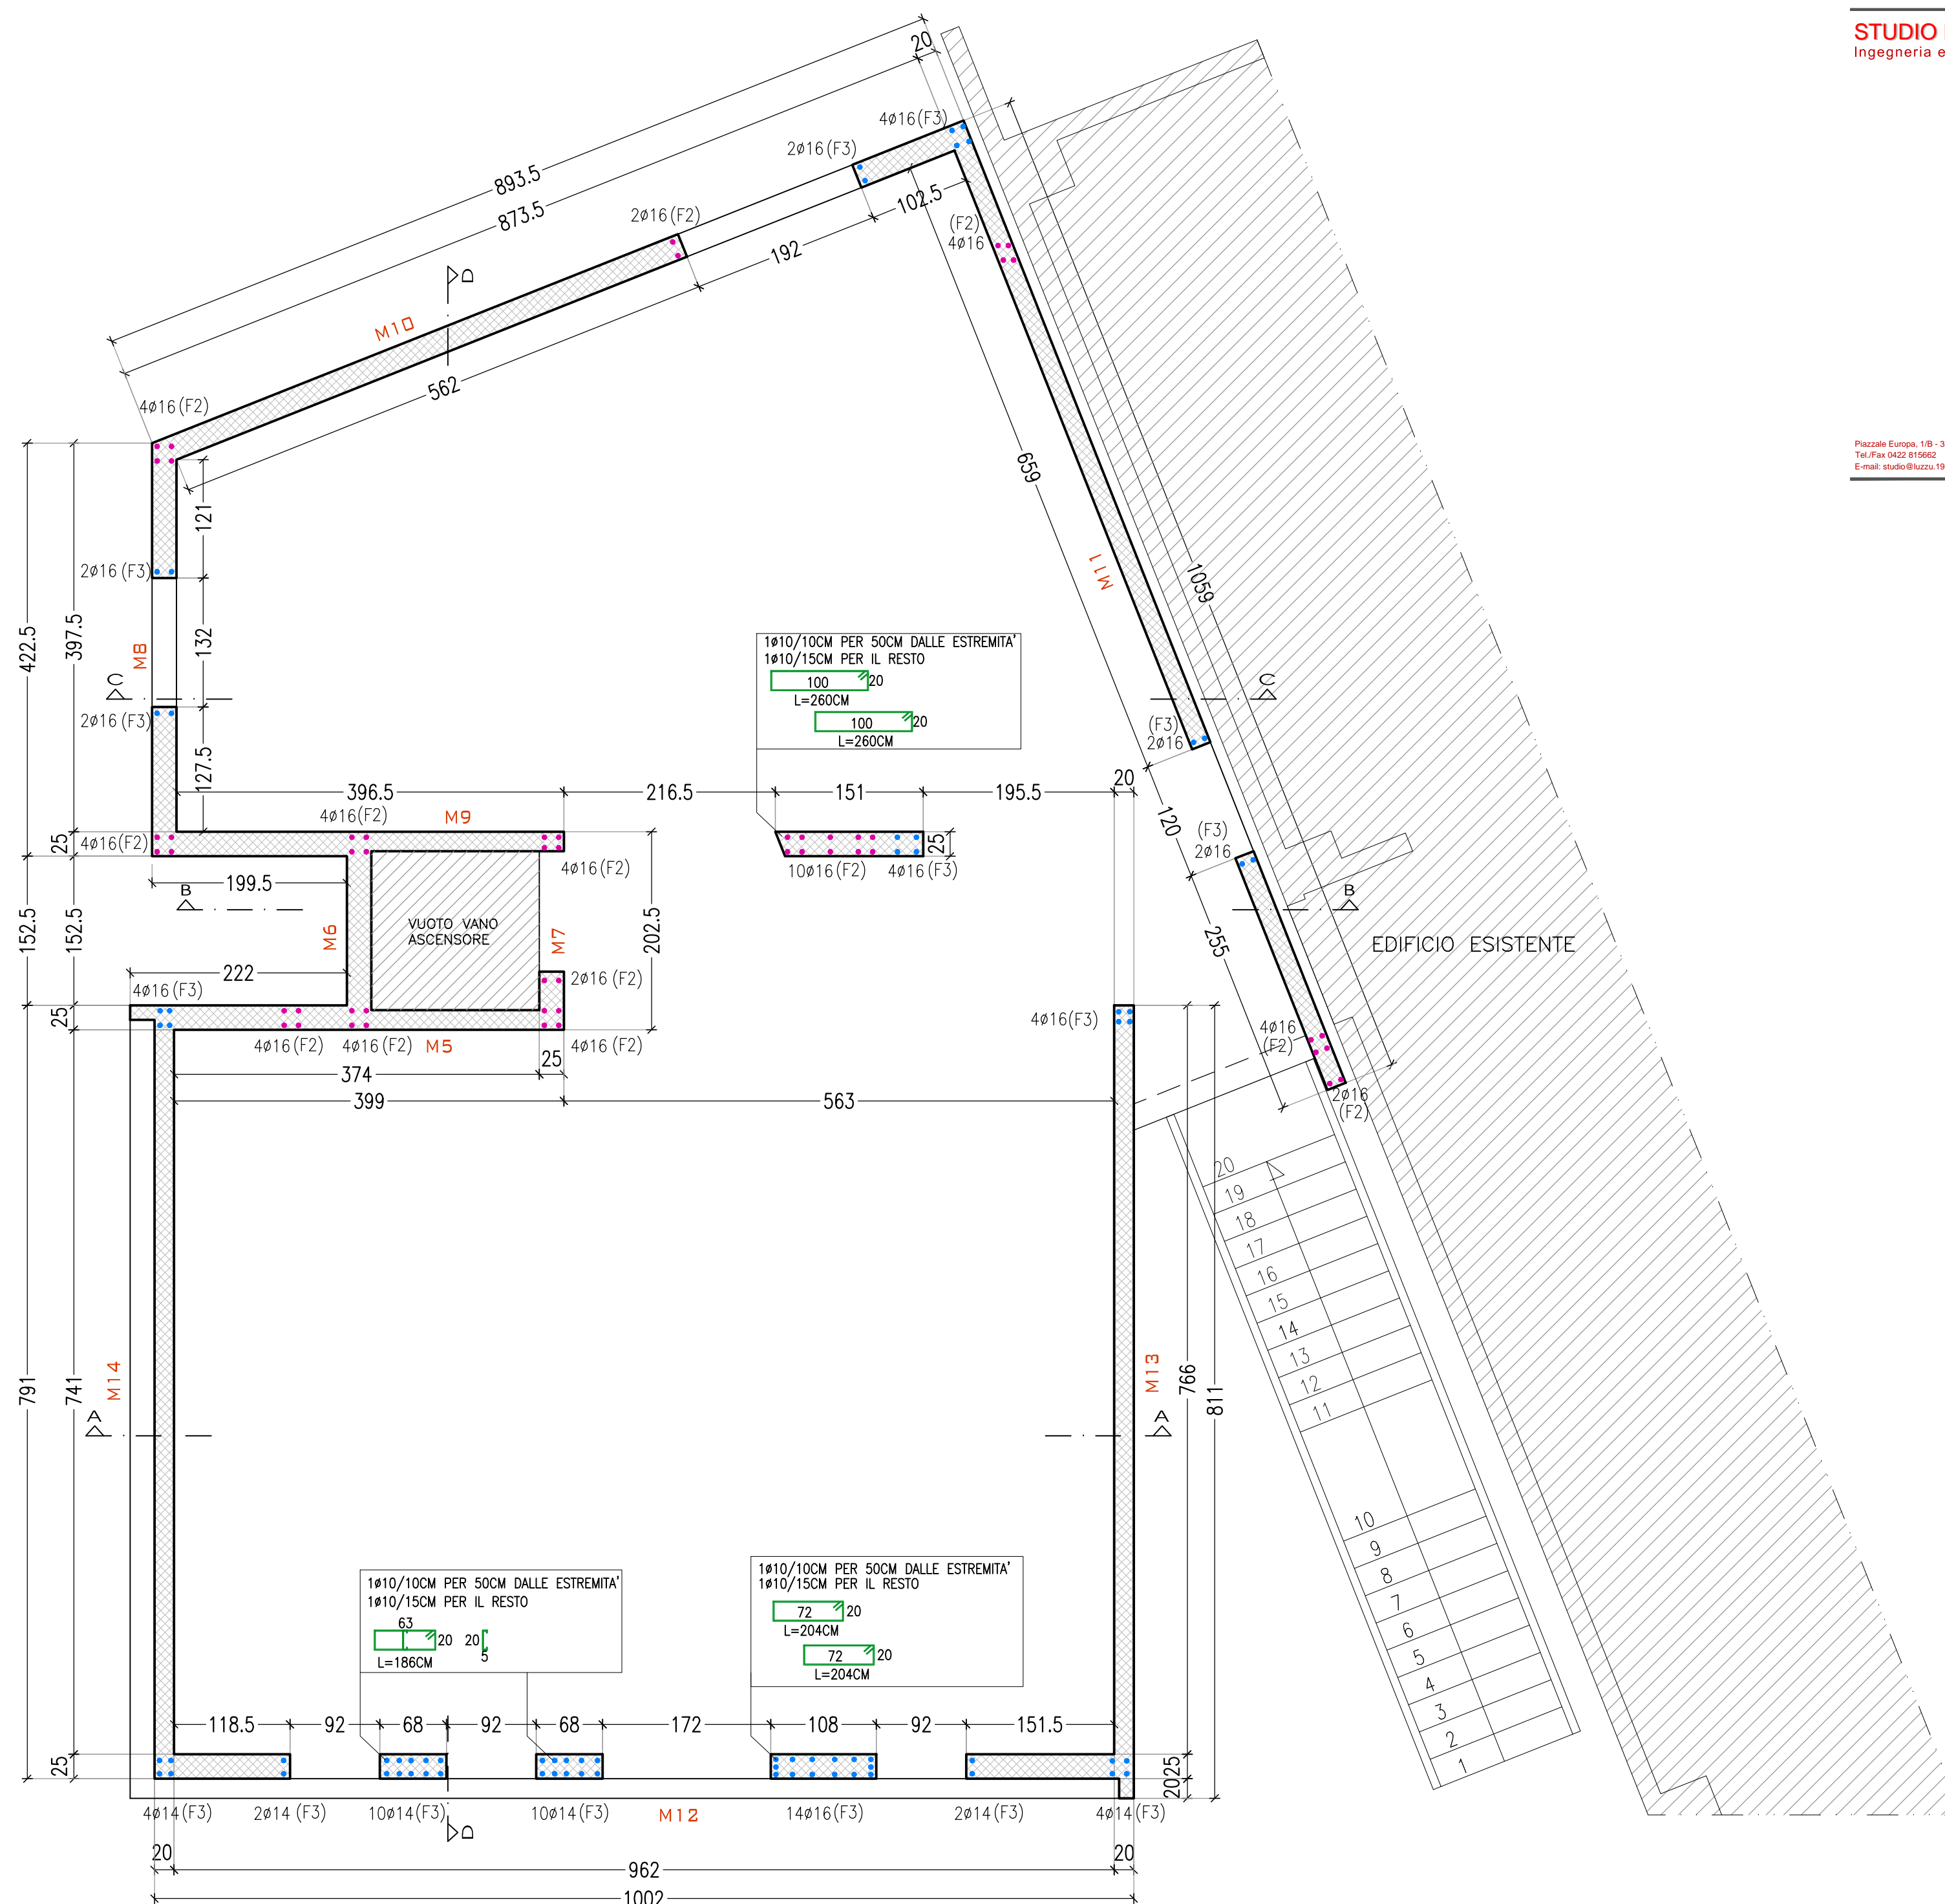 STUDIO
Ingegneria e
Piazzale Europa, 1/B - 3
Tel./Fax 0422 815662
E-mail: studio@luzzu.19
20
893.5
873.5
4ø16(F3)
2ø16(F3)
102.5
2ø16(F2)
192
(F2)
4ø16
D
M10
562
4ø16(F2)
659
M11
1059
121
2ø16(F3)
422.5
397.5
M8
132
C
C
2ø16(F3)
127.5
1ø10/10CM PER 50CM DALLE ESTREMITA'
1ø10/15CM PER IL RESTO
100
20
L=260CM
100
20
L=260CM
(F3)
2ø16
396.5
216.5
151
195.5
20
4ø16(F2)
M9
120
25
4ø16(F2)
25
(F3)
2ø16
4ø16(F2)
10ø16(F2)
4ø16(F3)
199.5
B
B
152.5
152.5
M6
VUOTO VANO
ASCENSORE
M7
202.5
255
EDIFICIO ESISTENTE
222
2ø16(F2)
4ø16(F3)
25
4ø16(F2)
4ø16(F2)
M5
4ø16(F2)
4ø16(F3)
4ø16
(F2)
25
374
399
563
2ø16
(F2)
20
19
18
17
16
15
14
13
12
11
10
9
8
7
6
5
4
3
2
1
791
741
M14
M13
766
811
A
A
1ø10/10CM PER 50CM DALLE ESTREMITA'
1ø10/15CM PER IL RESTO
63
20
20
5
L=186CM
1ø10/10CM PER 50CM DALLE ESTREMITA'
1ø10/15CM PER IL RESTO
72
20
L=204CM
72
20
L=204CM
118.5
92
68
92
68
172
108
92
151.5
25
25
20
4ø14(F3)
2ø14 (F3)
10ø14(F3)
D
10ø14(F3)
M12
14ø16(F3)
2ø14(F3)
4ø14(F3)
20
962
20
1002